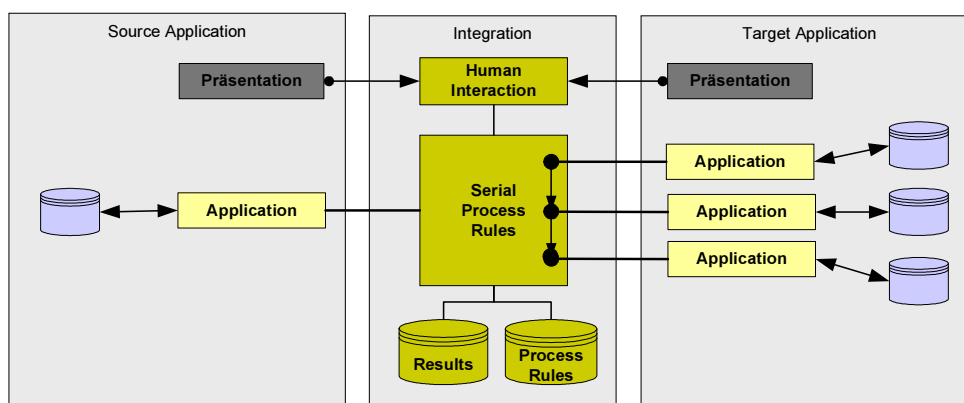 Source Application
Integration
Target Application
Präsentation
Human
Interaction
Präsentation
Application
Serial
Process
Rules
Application
Application
Application
Results
Process
Rules